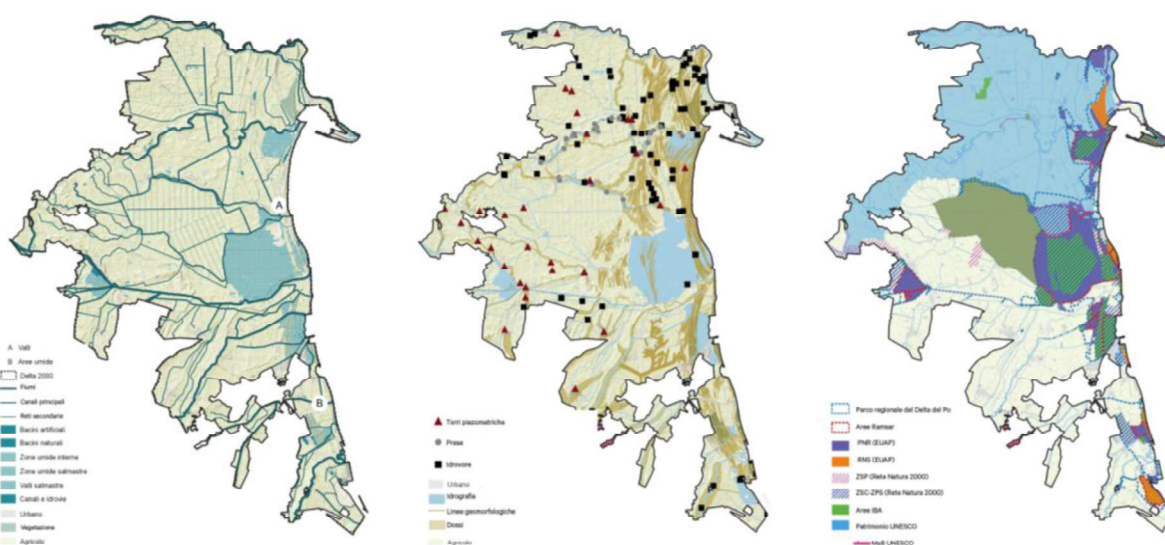 A
B
A Valli
B Aree umide
Delta 2000
Fiumi
Canali principali
Reti secondarie
Bacini artificiali
Bacini naturali
Zone umide interne
Zone umide salmastre
Valli salmastre
Canali e idrovie
Urbano
Vegetazione
Agricolo
Torri piezometriche
Prese
Idrovore
Urbano
Idrografia
Linee geomorfologiche
Dossi
Agricolo
Parco regionale del Delta del Po
Aree Ramsar
PNR (EUAP)
RNS (EUAP)
ZSP (Rete Natura 2000)
ZSC-ZPS (Rete Natura 2000)
Aree IBA
Patrimonio UNESCO
MaB UNESCO